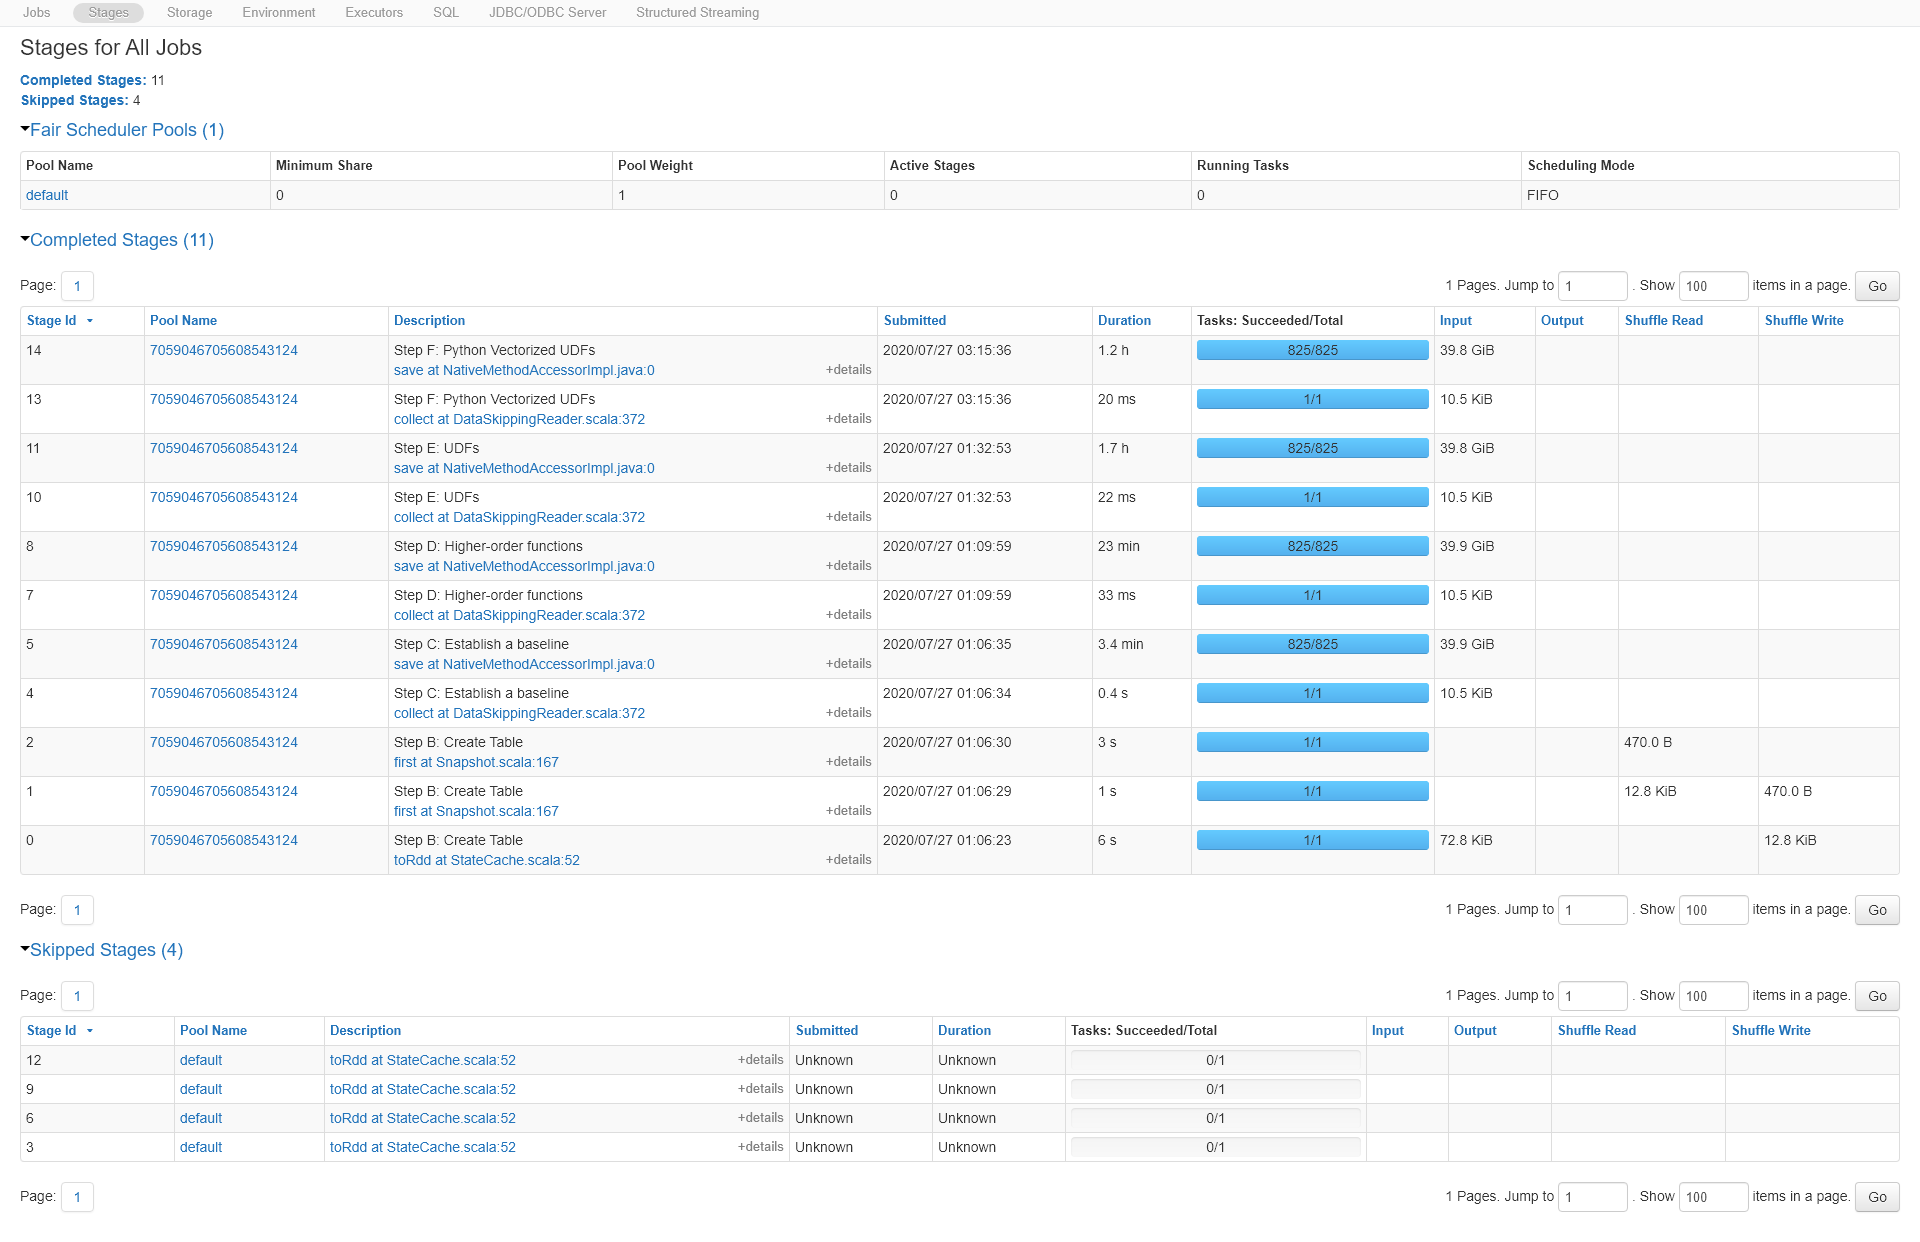 Jobs Stages Storage Environment Executors SQL JDBC/ODBC Server Structured Streaming
Stages for All Jobs
Completed Stages: 11
Skipped Stages: 4
Fair Scheduler Pools (1)
Pool Name Minimum Share Pool Weight Active Stages Running Tasks Scheduling Mode
default 0 1 0 0 FIFO
Completed Stages (11)
Page: 1 1 Pages. Jump to 1 . Show 100 items in a page. Go
Stage Id Pool Name Description Submitted Duration Tasks: Succeeded/Total Input Output Shuffle Read Shuffle Write
14 7059046705608543124 Step F: Python Vectorized UDFs 2020/07/27 03:15:36 1.2 h 825/825 39.8 GiB
save at NativeMethodAccessorImpl.java:0 +details
13 7059046705608543124 Step F: Python Vectorized UDFs 2020/07/27 03:15:36 20 ms 1/1 10.5 KiB
collect at DataSkippingReader.scala:372 +details
11 7059046705608543124 Step E: UDFs 2020/07/27 01:32:53 1.7 h 825/825 39.8 GiB
save at NativeMethodAccessorImpl.java:0 +details
10 7059046705608543124 Step E: UDFs 2020/07/27 01:32:53 22 ms 1/1 10.5 KiB
collect at DataSkippingReader.scala:372 +details
8 7059046705608543124 Step D: Higher-order functions 2020/07/27 01:09:59 23 min 825/825 39.9 GiB
save at NativeMethodAccessorImpl.java:0 +details
7 7059046705608543124 Step D: Higher-order functions 2020/07/27 01:09:59 33 ms 1/1 10.5 KiB
collect at DataSkippingReader.scala:372 +details
5 7059046705608543124 Step C: Establish a baseline 2020/07/27 01:06:35 3.4 min 825/825 39.9 GiB
save at NativeMethodAccessorImpl.java:0 +details
4 7059046705608543124 Step C: Establish a baseline 2020/07/27 01:06:34 0.4 s 1/1 10.5 KiB
collect at DataSkippingReader.scala:372 +details
2 7059046705608543124 Step B: Create Table 2020/07/27 01:06:30 3 s 1/1 470.0 B
first at Snapshot.scala:167 +details
1 7059046705608543124 Step B: Create Table 2020/07/27 01:06:29 1 s 1/1 12.8 KiB 470.0 B
first at Snapshot.scala:167 +details
0 7059046705608543124 Step B: Create Table 2020/07/27 01:06:23 6 s 1/1 72.8 KiB 12.8 KiB
toRdd at StateCache.scala:52 +details
Page: 1 1 Pages. Jump to 1 . Show 100 items in a page. Go
Skipped Stages (4)
Page: 1 1 Pages. Jump to 1 . Show 100 items in a page. Go
Stage Id Pool Name Description Submitted Duration Tasks: Succeeded/Total Input Output Shuffle Read Shuffle Write
12 default toRdd at StateCache.scala:52 +details Unknown Unknown 0/1
9 default toRdd at StateCache.scala:52 +details Unknown Unknown 0/1
6 default toRdd at StateCache.scala:52 +details Unknown Unknown 0/1
3 default toRdd at StateCache.scala:52 +details Unknown Unknown 0/1
Page: 1 1 Pages. Jump to 1 . Show 100 items in a page. Go